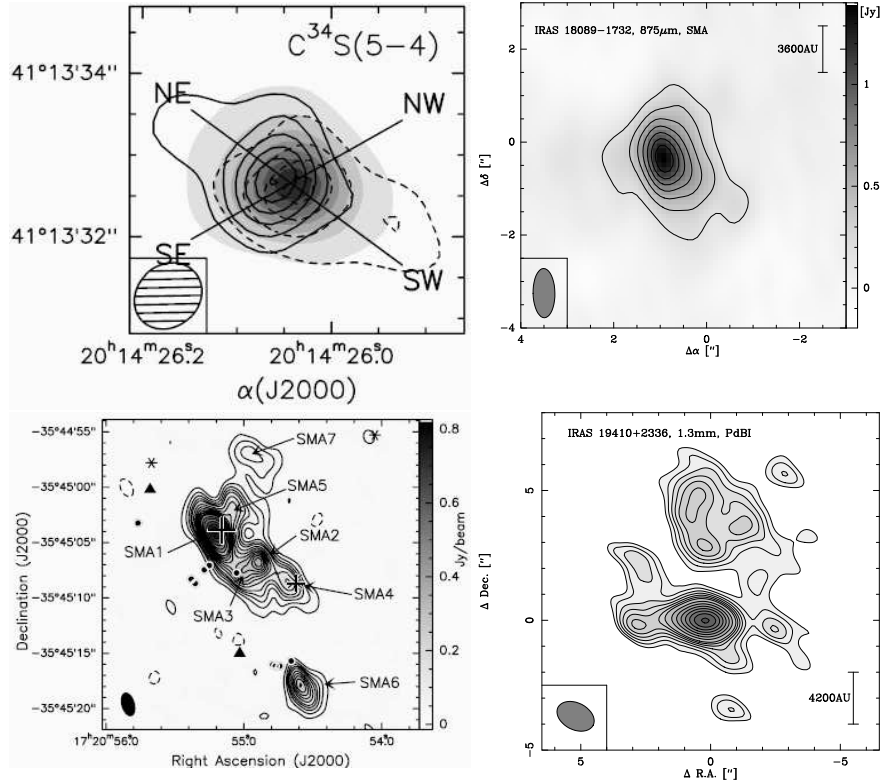 C³⁴S(5−4)
41°13'34''
41°13'32''
NE
NW
SE
SW
20ʰ14ᵐ26.ˢ2
20ʰ14ᵐ26.ˢ0
α(J2000)
IRAS 18089−1732, 875μm, SMA
3600AU
[Jy]
1
0.5
0
2
0
−2
−4
4
2
0
−2
Δδ ["]
Δα ["]
−35°44'55"
−35°45'00"
−35°45'05"
−35°45'10"
−35°45'15"
−35°45'20"
Declination (J2000)
SMA7
SMA5
SMA2
SMA1
SMA4
SMA3
SMA6
17ʰ20ᵐ56.ˢ0
55.0
54.0
Right Ascension (J2000)
0.8
0.6
0.4
0.2
0
Jy/beam
IRAS 19410+2336, 1.3mm, PdBI
4200AU
5
0
−5
5
0
−5
Δ Dec. ["]
Δ R.A. ["]